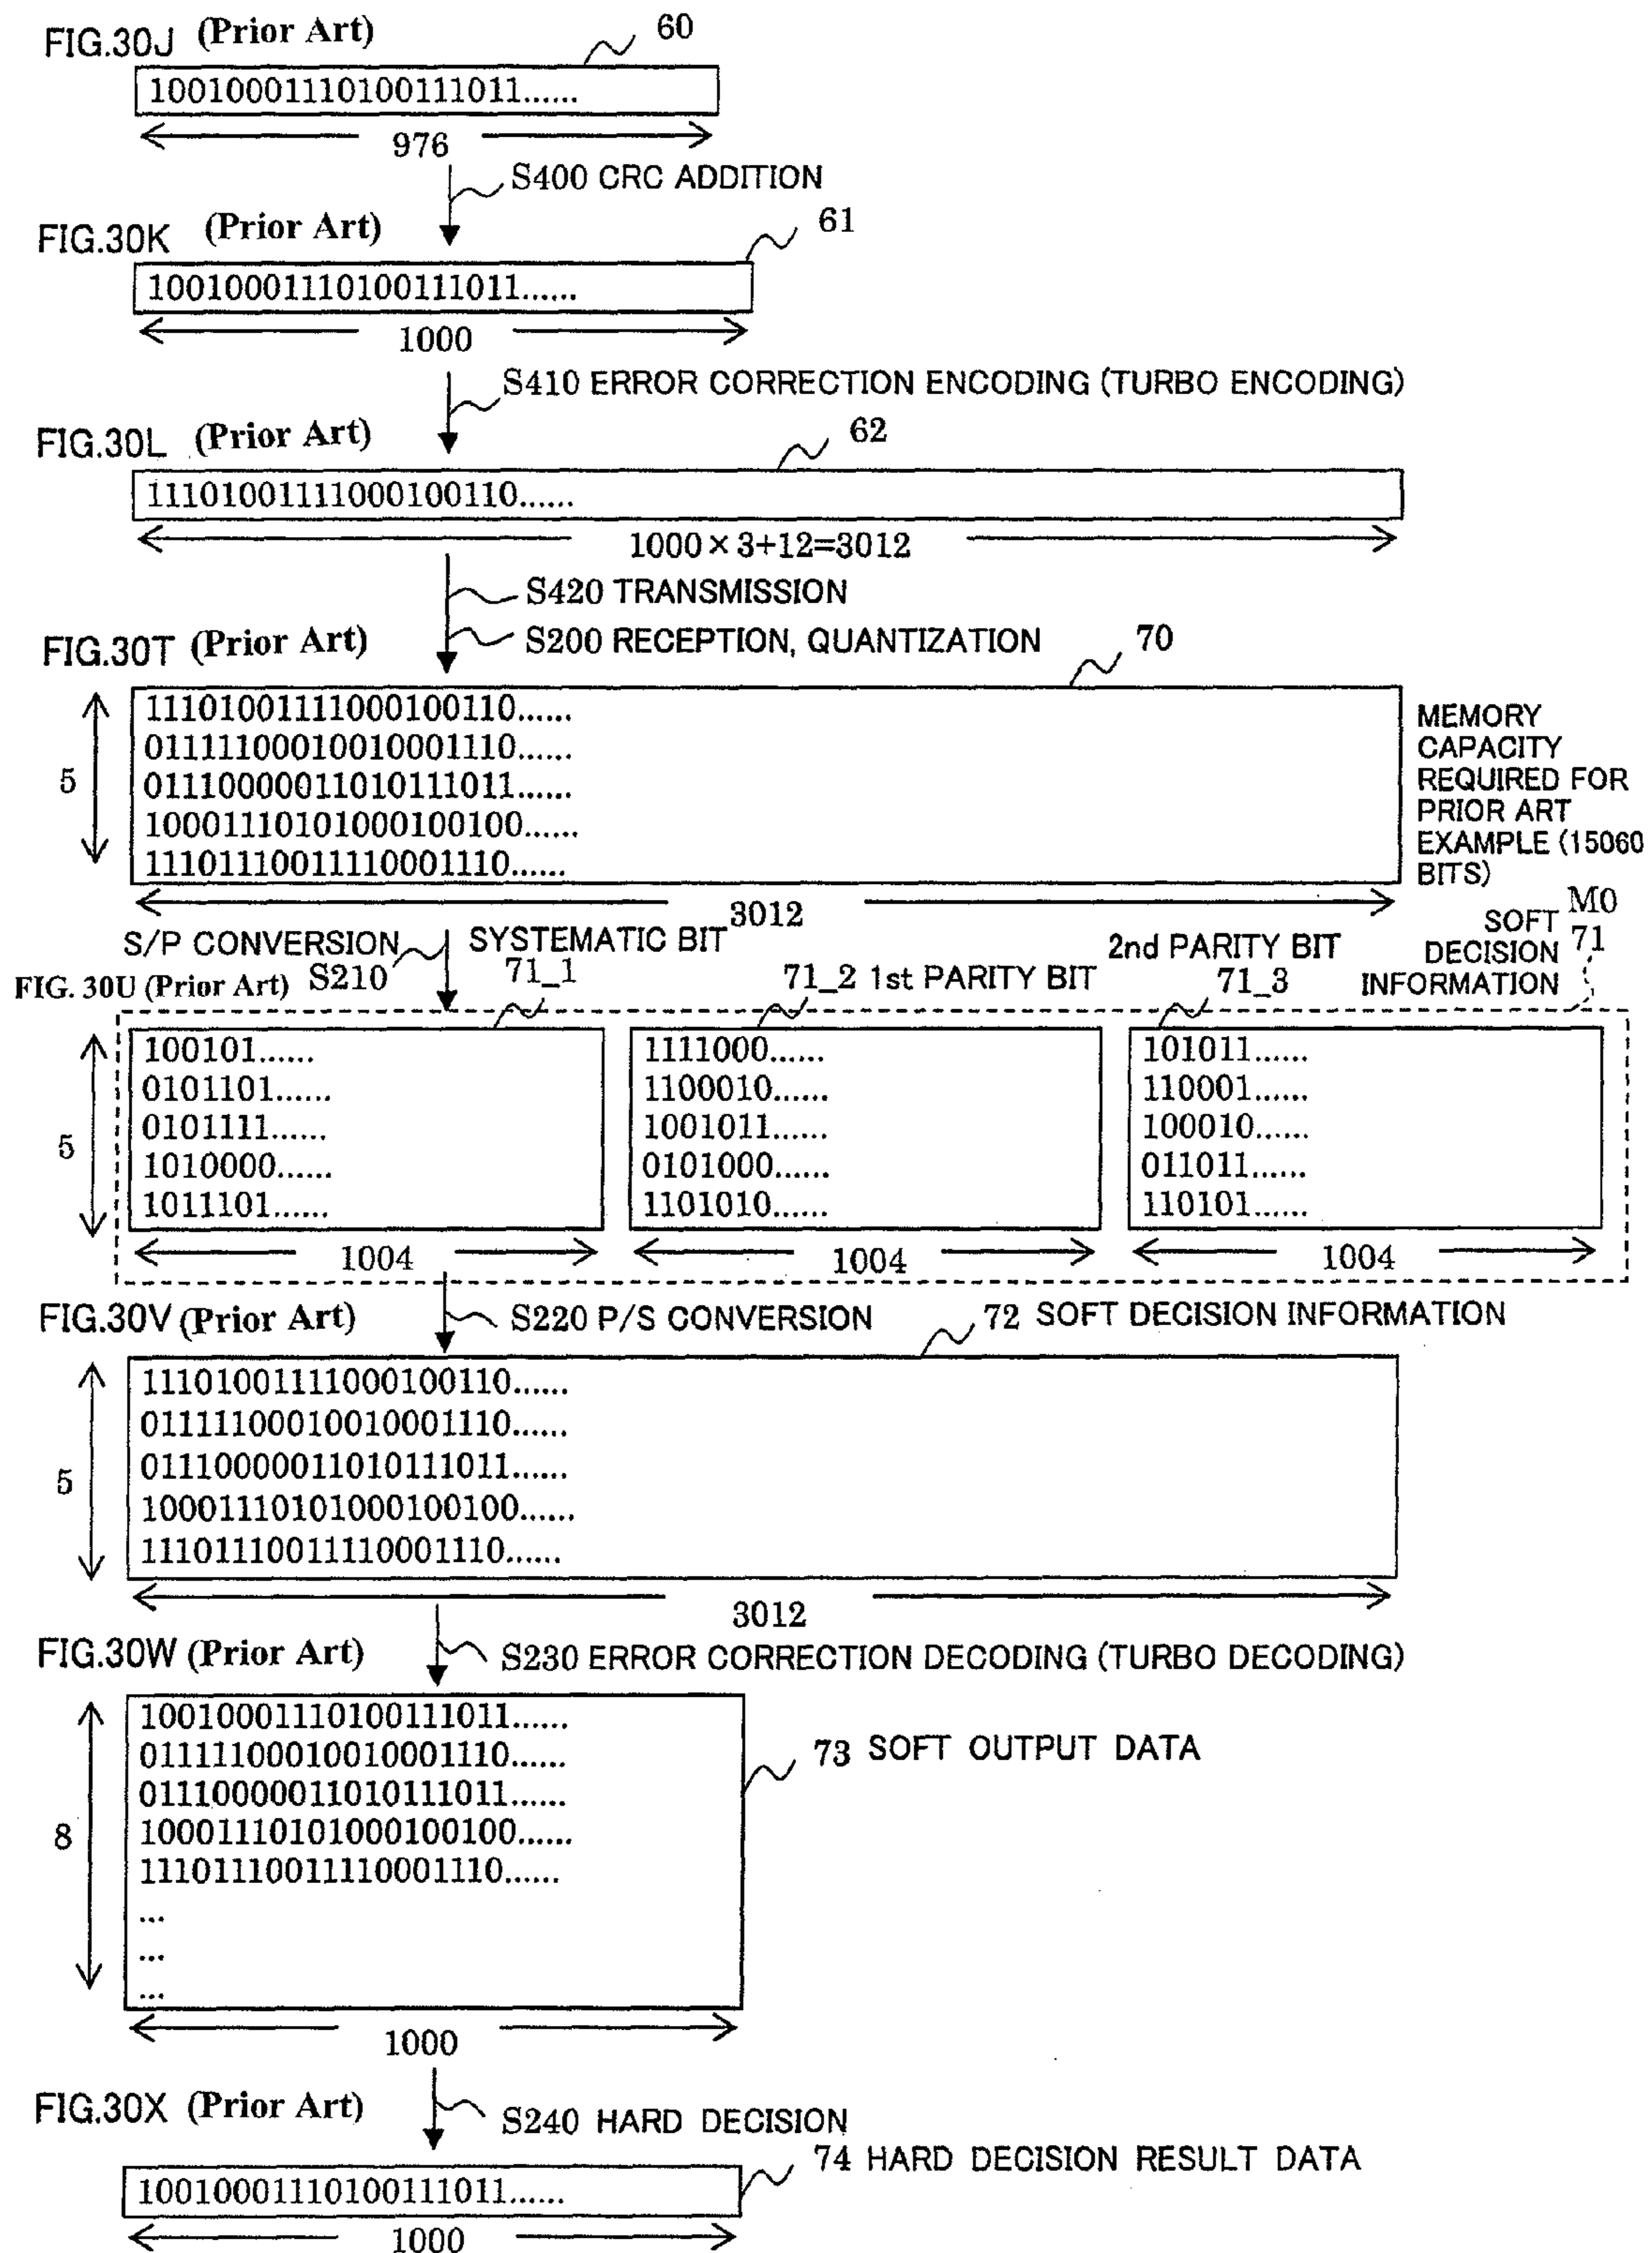 FIG.30J (Prior Art) 60
10010001110100111011......
976
S400 CRC ADDITION
FIG.30K (Prior Art) 61
10010001110100111011......
1000
S410 ERROR CORRECTION ENCODING (TURBO ENCODING)
FIG.30L (Prior Art) 62
11101001111000100110......
1000×3+12=3012
S420 TRANSMISSION
FIG.30T (Prior Art) S200 RECEPTION, QUANTIZATION 70
11101001111000100110......
01111100010010001110......
01110000011010111011......
10001110101000100100......
11101110011110001110......
5
MEMORY
CAPACITY
REQUIRED FOR
PRIOR ART
EXAMPLE (15060
BITS)
3012
M0
S/P CONVERSION
S210
SYSTEMATIC BIT
71_1
71_2 1st PARITY BIT
2nd PARITY BIT
71_3
SOFT
DECISION
INFORMATION
71
FIG. 30U (Prior Art)
5
100101......
0101101......
0101111......
1010000......
1011101......
1004
1111000......
1100010......
1001011......
0101000......
1101010......
1004
101011......
110001......
100010......
011011......
110101......
1004
FIG.30V (Prior Art) S220 P/S CONVERSION 72 SOFT DECISION INFORMATION
11101001111000100110......
01111100010010001110......
01110000011010111011......
10001110101000100100......
11101110011110001110......
5
3012
FIG.30W (Prior Art) S230 ERROR CORRECTION DECODING (TURBO DECODING)
10010001110100111011......
01111100010010001110......
01110000011010111011......
10001110101000100100......
11101110011110001110......
...
...
...
8
73 SOFT OUTPUT DATA
1000
FIG.30X (Prior Art) S240 HARD DECISION
74 HARD DECISION RESULT DATA
10010001110100111011......
1000